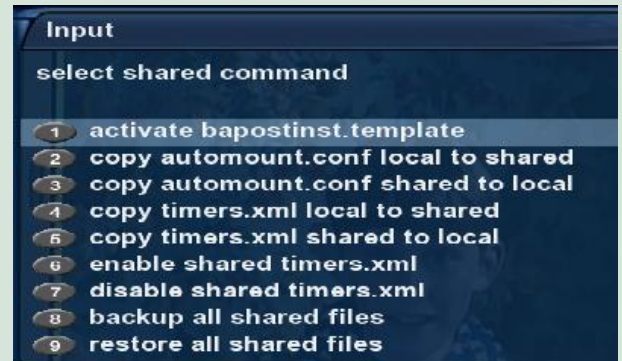 Input
select shared command
1 activate bapostinst.template
2 copy automount.conf local to shared
3 copy automount.conf shared to local
4 copy timers.xml local to shared
5 copy timers.xml shared to local
6 enable shared timers.xml
7 disable shared timers.xml
8 backup all shared files
9 restore all shared files